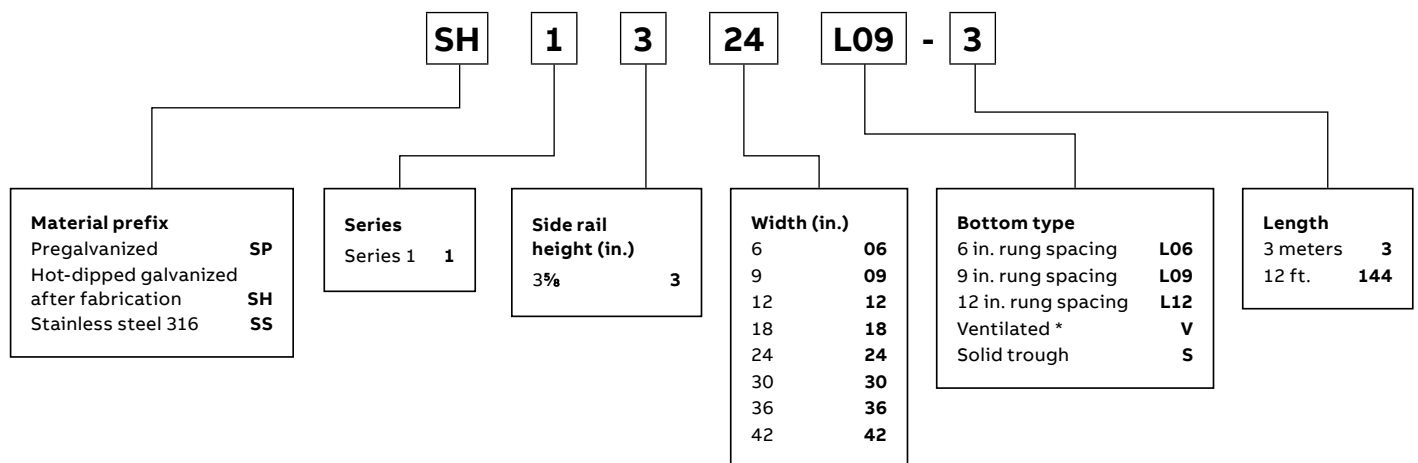 SH 1 3 24 L09 - 3
Material prefix
Pregalvanized SP
Hot-dipped galvanized
after fabrication SH
Stainless steel 316 SS
Series
Series 1 1
Side rail
height (in.)
3⅝ 3
Width (in.)
6 06
9 09
12 12
18 18
24 24
30 30
36 36
42 42
Bottom type
6 in. rung spacing L06
9 in. rung spacing L09
12 in. rung spacing L12
Ventilated * V
Solid trough S
Length
3 meters 3
12 ft. 144